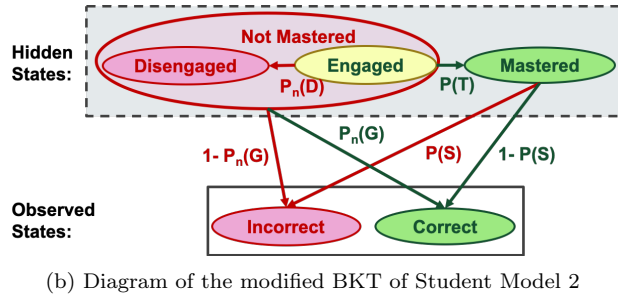 Hidden
States:
Not Mastered
Disengaged
Engaged
Mastered
Pn(D)
P(T)
Pn(G)
1- Pn(G)
P(S)
1- P(S)
Observed
States:
Incorrect
Correct
(b) Diagram of the modified BKT of Student Model 2